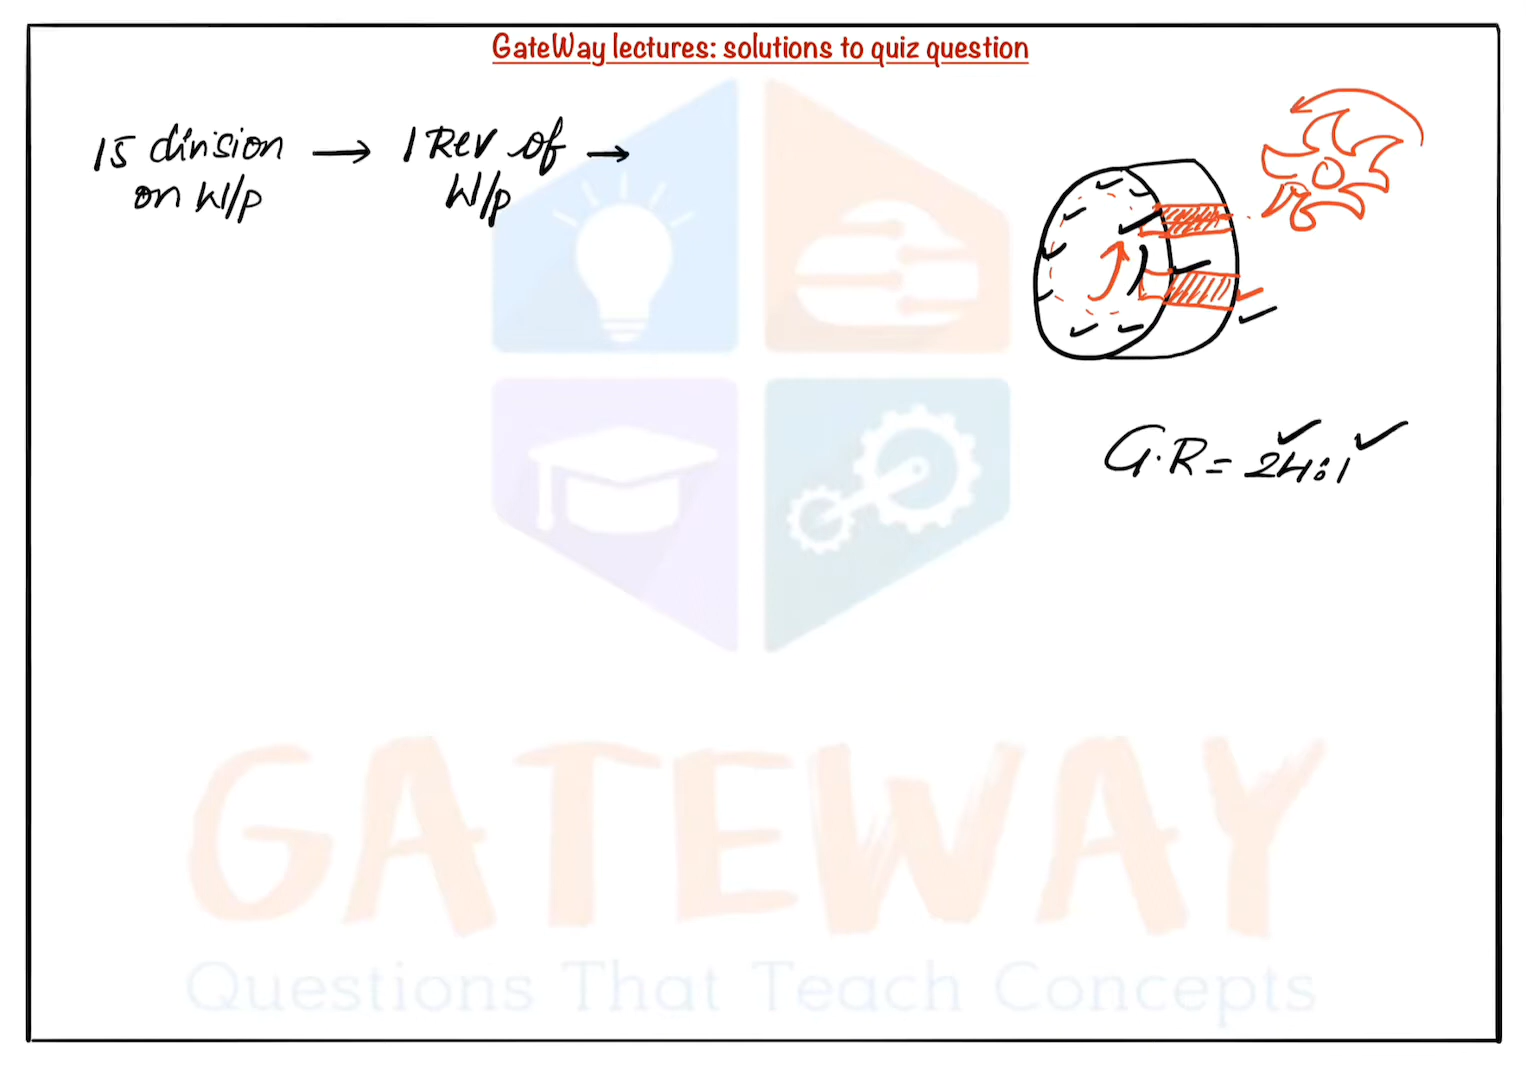 GateWay lectures: solutions to quiz question
15 division → 1 Rev of →
on W/p W/p
G.R = 24:1
GATEWAY
Questions That Teach Concepts